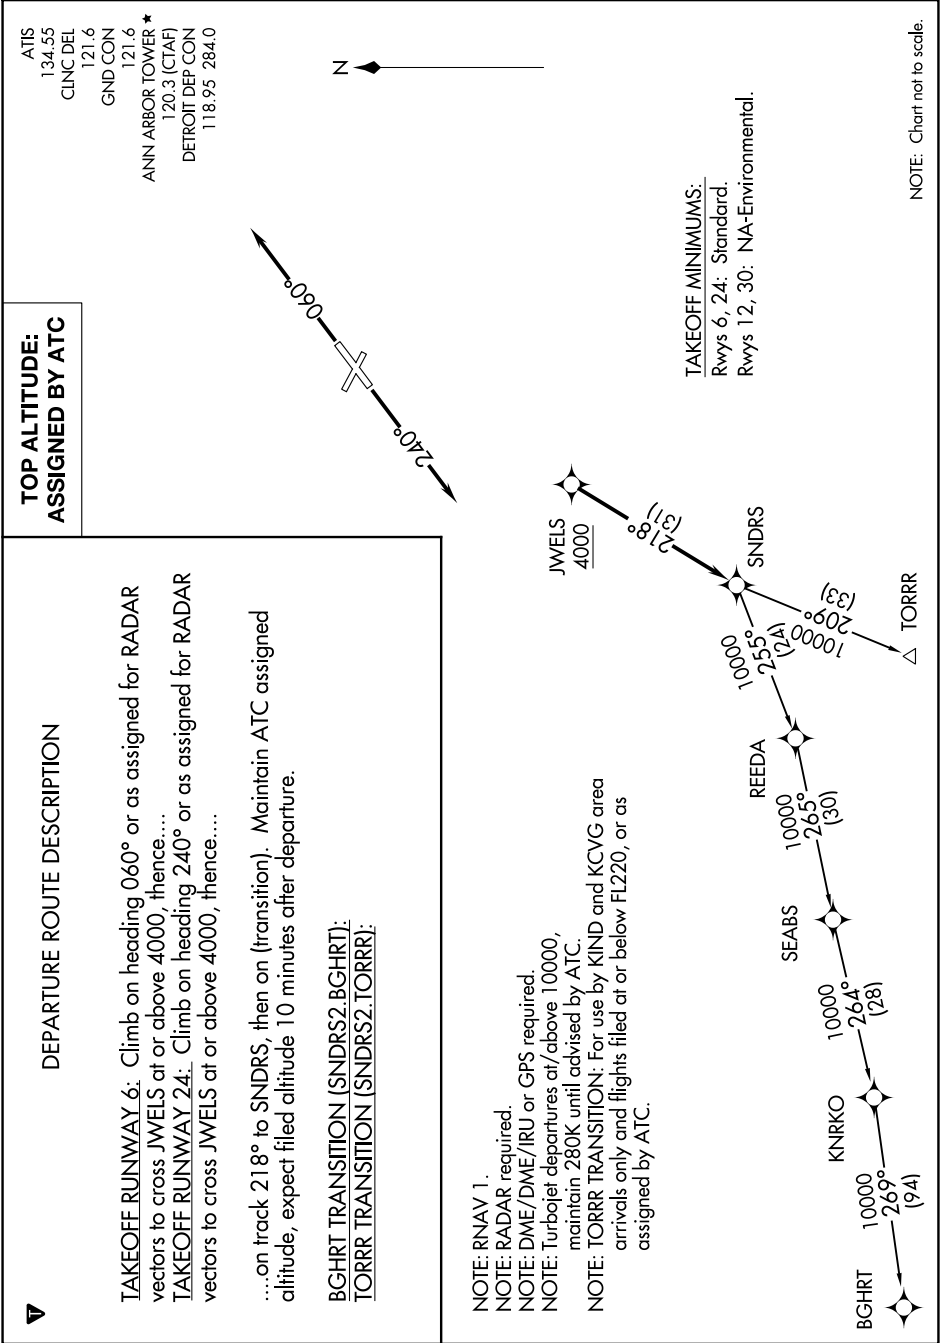 DEPARTURE ROUTE DESCRIPTION
TAKEOFF RUNWAY 6: Climb on heading 060° or as assigned for RADAR
vectors to cross JWELS at or above 4000, thence....
TAKEOFF RUNWAY 24: Climb on heading 240° or as assigned for RADAR
vectors to cross JWELS at or above 4000, thence....
....on track 218° to SNDRS, then on (transition). Maintain ATC assigned
altitude, expect filed altitude 10 minutes after departure.
BGHRT TRANSITION (SNDRS2.BGHRT):
TORRR TRANSITION (SNDRS2.TORRR):
TOP ALTITUDE:
ASSIGNED BY ATC
ATIS
134.55
CLNC DEL
121.6
GND CON
121.6
ANN ARBOR TOWER ★
120.3 (CTAF)
DETROIT DEP CON
118.95 284.0
N
060°
240°
JWELS
4000
218°
(31)
SNDRS
10000
209°
(33)
TORRR
10000
255°
(24)
REEDA
10000
265°
(30)
SEABS
10000
264°
(28)
KNRKO
10000
269°
(94)
BGHRT
NOTE: RNAV 1.
NOTE: RADAR required.
NOTE: DME/DME/IRU or GPS required.
NOTE: Turbojet departures at/above 10000,
maintain 280K until advised by ATC.
NOTE: TORRR TRANSITION: For use by KIND and KCVG area
arrivals only and flights filed at or below FL220, or as
assigned by ATC.
TAKEOFF MINIMUMS:
Rwys 6, 24: Standard.
Rwys 12, 30: NA-Environmental.
NOTE: Chart not to scale.
T